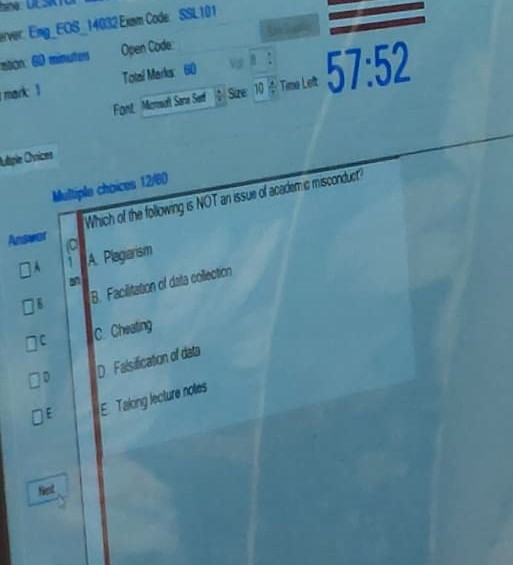 Server: Eng_EOS_14032 Exam Code: SSL101
60 minutes Open Code:
mark: 1 Total Marks: 60 Vol 8
Font: Microsoft Sans Serif Size: 10 Time Left: 57:52
Multiple Choices
Multiple choices 12/60
Answer
Which of the following is NOT an issue of academic misconduct?
A A. Plagiarism
B B. Facilitation of data collection
C C. Cheating
D D. Falsification of data
E E. Taking lecture notes
Next